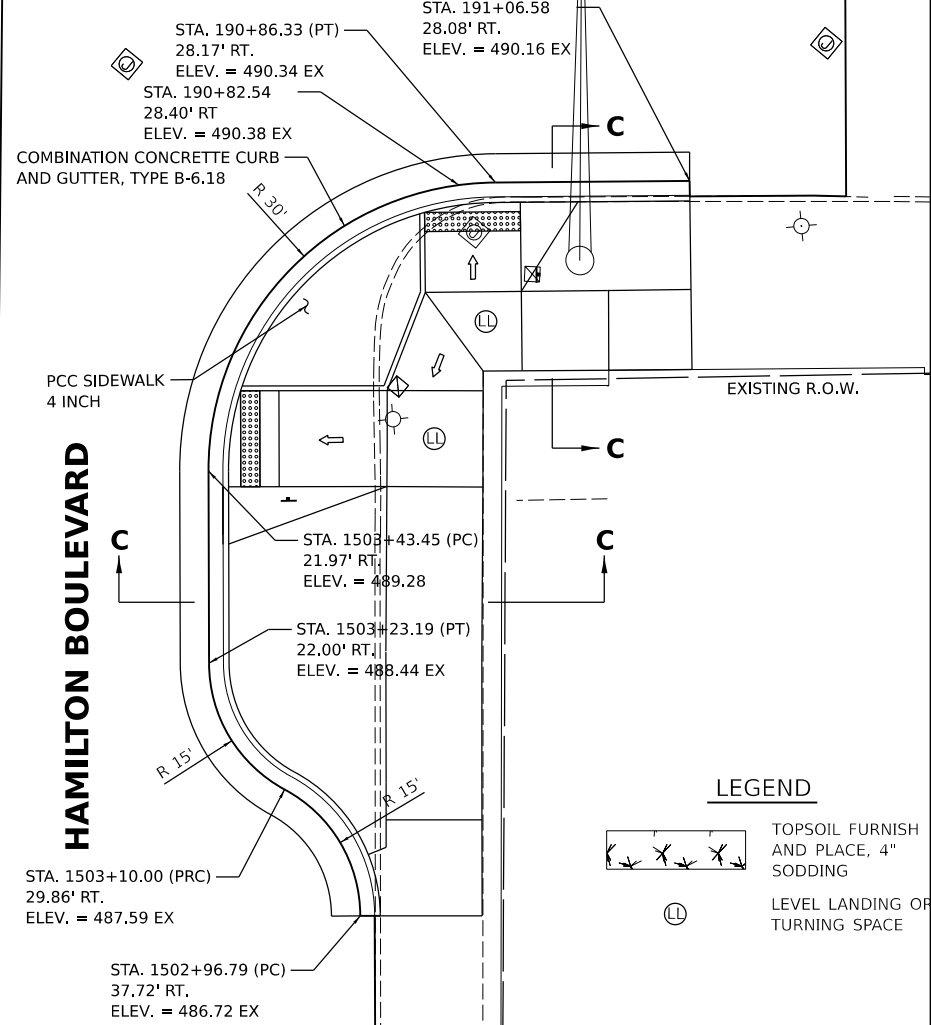 STA. 191+06.58
28.08' RT.
ELEV. = 490.16 EX
STA. 190+86.33 (PT)
28.17' RT.
ELEV. = 490.34 EX
STA. 190+82.54
28.40' RT
ELEV. = 490.38 EX
C
COMBINATION CONCRETTE CURB
AND GUTTER, TYPE B-6.18
R 30'
LL
PCC SIDEWALK
4 INCH
EXISTING R.O.W.
LL
C
HAMILTON BOULEVARD
C
C
STA. 1503+43.45 (PC)
21.97' RT.
ELEV. = 489.28
STA. 1503+23.19 (PT)
22.00' RT.
ELEV. = 488.44 EX
R 15'
R 15'
LEGEND
TOPSOIL FURNISH
AND PLACE, 4"
SODDING
LL
LEVEL LANDING OR
TURNING SPACE
STA. 1503+10.00 (PRC)
29.86' RT.
ELEV. = 487.59 EX
STA. 1502+96.79 (PC)
37.72' RT.
ELEV. = 486.72 EX